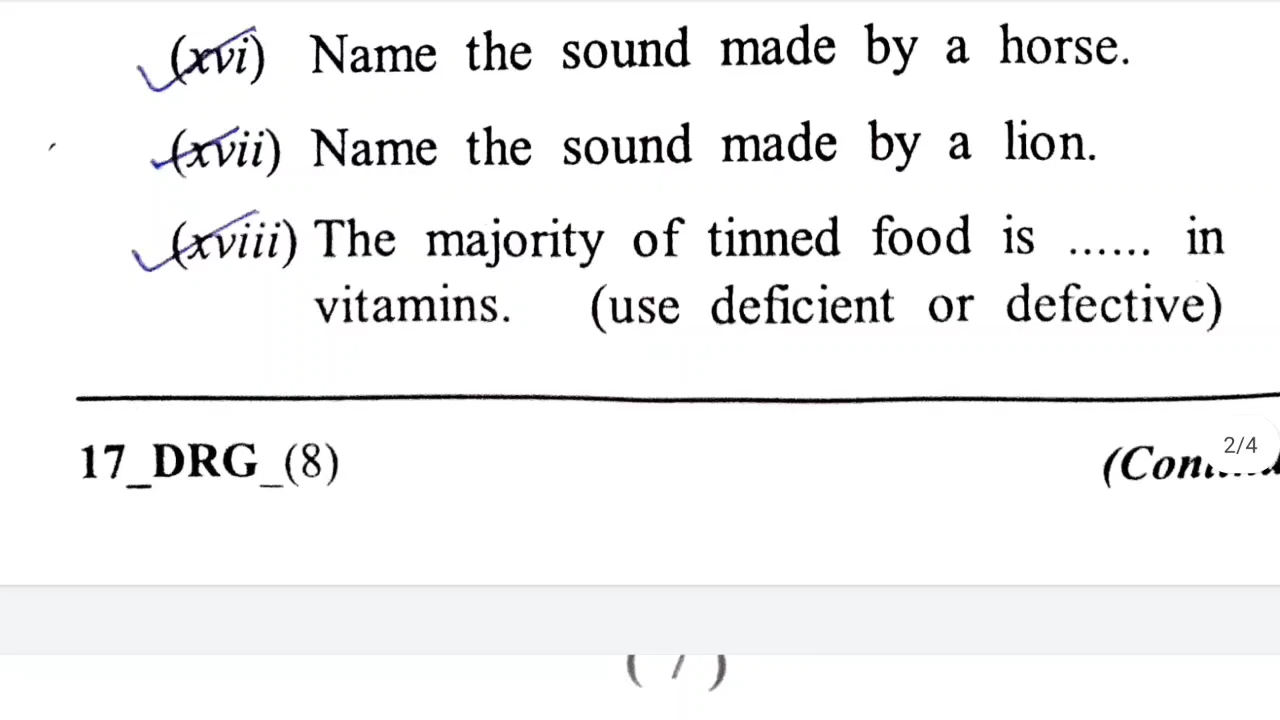 (xvi) Name the sound made by a horse.
(xvii) Name the sound made by a lion.
(xviii) The majority of tinned food is ...... in
vitamins. (use deficient or defective)
17_DRG_(8)
2/4